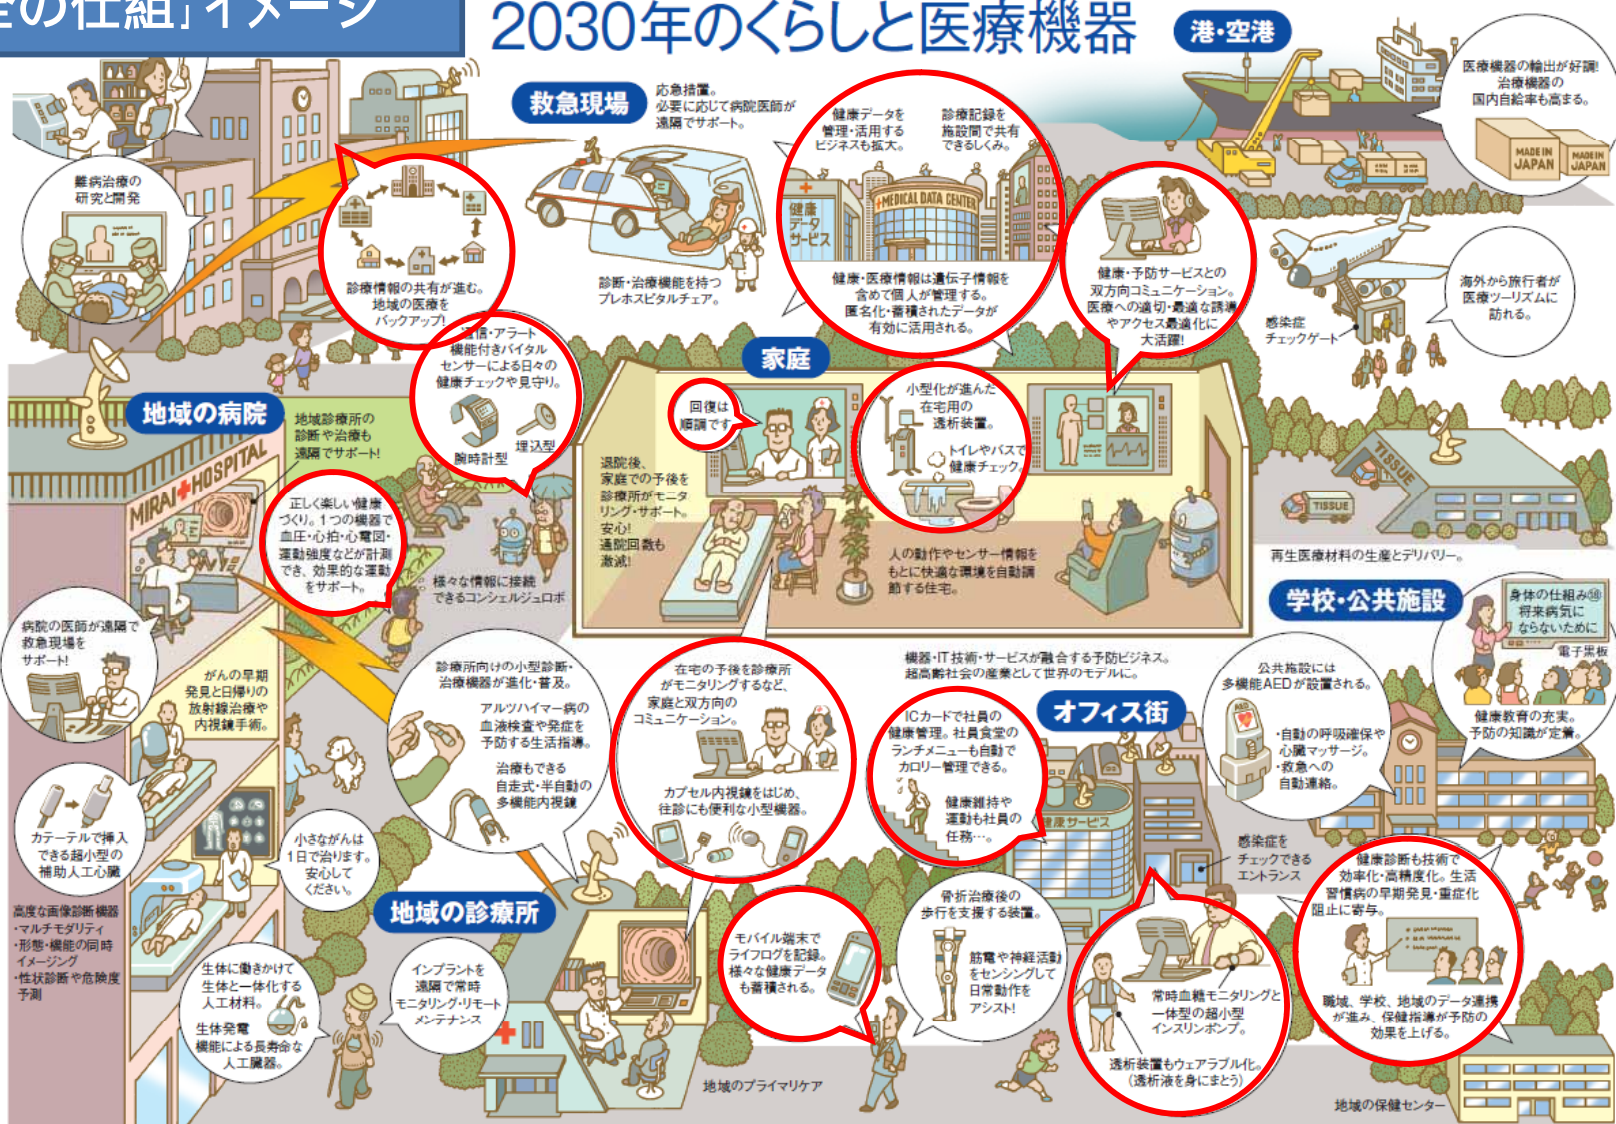 の仕組」イメージ
2030年のくらしと医療機器
港・空港
医療機器の輸出が好調!
治療機器の
国内自給率も高まる。
MADE IN
JAPAN
MADE IN
JAPAN
救急現場
応急措置。
必要に応じて病院医師が
遠隔でサポート。
診断・治療機能を持つ
プレホスピタルチェア。
健康データを
管理・活用する
ビジネスも拡大。
診療記録を
施設間で共有
できるしくみ。
健康
データ
サービス
MEDICAL DATA CENTER
健康・医療情報は遺伝子情報を
含めて個人が管理する。
匿名化・蓄積されたデータが
有効に活用される。
健康・予防サービスとの
双方向コミュニケーション。
医療への適切・最適な誘導
やアクセス最適化に
大活躍!
海外から旅行者が
医療ツーリズムに
訪れる。
感染症
チェックゲート
難病治療の
研究と開発
診療情報の共有が進む。
地域の医療を
バックアップ!
通信・アラート
機能付きバイタル
センサーによる日々の
健康チェックや見守り。
腕時計型
埋込型
地域の病院
地域診療所の
診断や治療も
遠隔でサポート!
MIRAI HOSPITAL
正しく楽しい健康
づくり。1つの機器で
血圧・心拍・心電図・
運動強度などが計測
でき、効果的な運動
をサポート。
様々な情報に接続
できるコンシェルジュロボ
家庭
回復は
順調です
小型化が進んだ
在宅用の
透析装置。
トイレやバスで
健康チェック。
退院後、
家庭での予後を
診療所がモニタ
リング・サポート。
安心!
通院回数も
激減!
人の動作やセンサー情報を
もとに快適な環境を自動調
節する住宅。
TISSUE
TISSUE
再生医療材料の生産とデリバリー。
学校・公共施設
身体の仕組み⑩
将来病気に
ならないために
電子黒板
健康教育の充実。
予防の知識が定着。
公共施設には
多機能AEDが設置される。
AED
・自動の呼吸確保や
心臓マッサージ。
・救急への
自動連絡。
病院の医師が遠隔で
救急現場を
サポート!
がんの早期
発見と日帰りの
放射線治療や
内視鏡手術。
診療所向けの小型診断・
治療機器が進化・普及。
アルツハイマー病の
血液検査や発症を
予防する生活指導。
治療もできる
自走式・半自動の
多機能内視鏡
在宅の予後を診療所
がモニタリングするなど、
家庭と双方向の
コミュニケーション。
カプセル内視鏡をはじめ、
往診にも便利な小型機器。
機器・IT技術・サービスが融合する予防ビジネス。
超高齢社会の産業として世界のモデルに。
オフィス街
ICカードで社員の
健康管理。社員食堂の
ランチメニューも自動で
カロリー管理できる。
健康維持や
運動も社員の
任務…。
健康サービス
感染症を
チェックできる
エントランス
カテーテルで挿入
できる超小型の
補助人工心臓
小さながんは
1日で治ります。
安心して
ください。
高度な画像診断機器
・マルチモダリティ
・形態・機能の同時
イメージング
・性状診断や危険度
予測
生体に働きかけて
生体と一体化する
人工材料。
生体発電
機能による長寿命な
人工臓器。
地域の診療所
インプラントを
遠隔で常時
モニタリング・リモート
メンテナンス
地域のプライマリケア
モバイル端末で
ライフログを記録。
様々な健康データ
も蓄積される。
骨折治療後の
歩行を支援する装置。
筋電や神経活動
をセンシングして
日常動作を
アシスト!
常時血糖モニタリングと
一体型の超小型
インスリンポンプ。
透析装置もウェアラブル化。
(透析液を身にまとう)
健康診断も技術で
効率化・高精度化。生活
習慣病の早期発見・重症化
阻止に寄与。
職域、学校、地域のデータ連携
が進み、保健指導が予防の
効果を上げる。
地域の保健センター